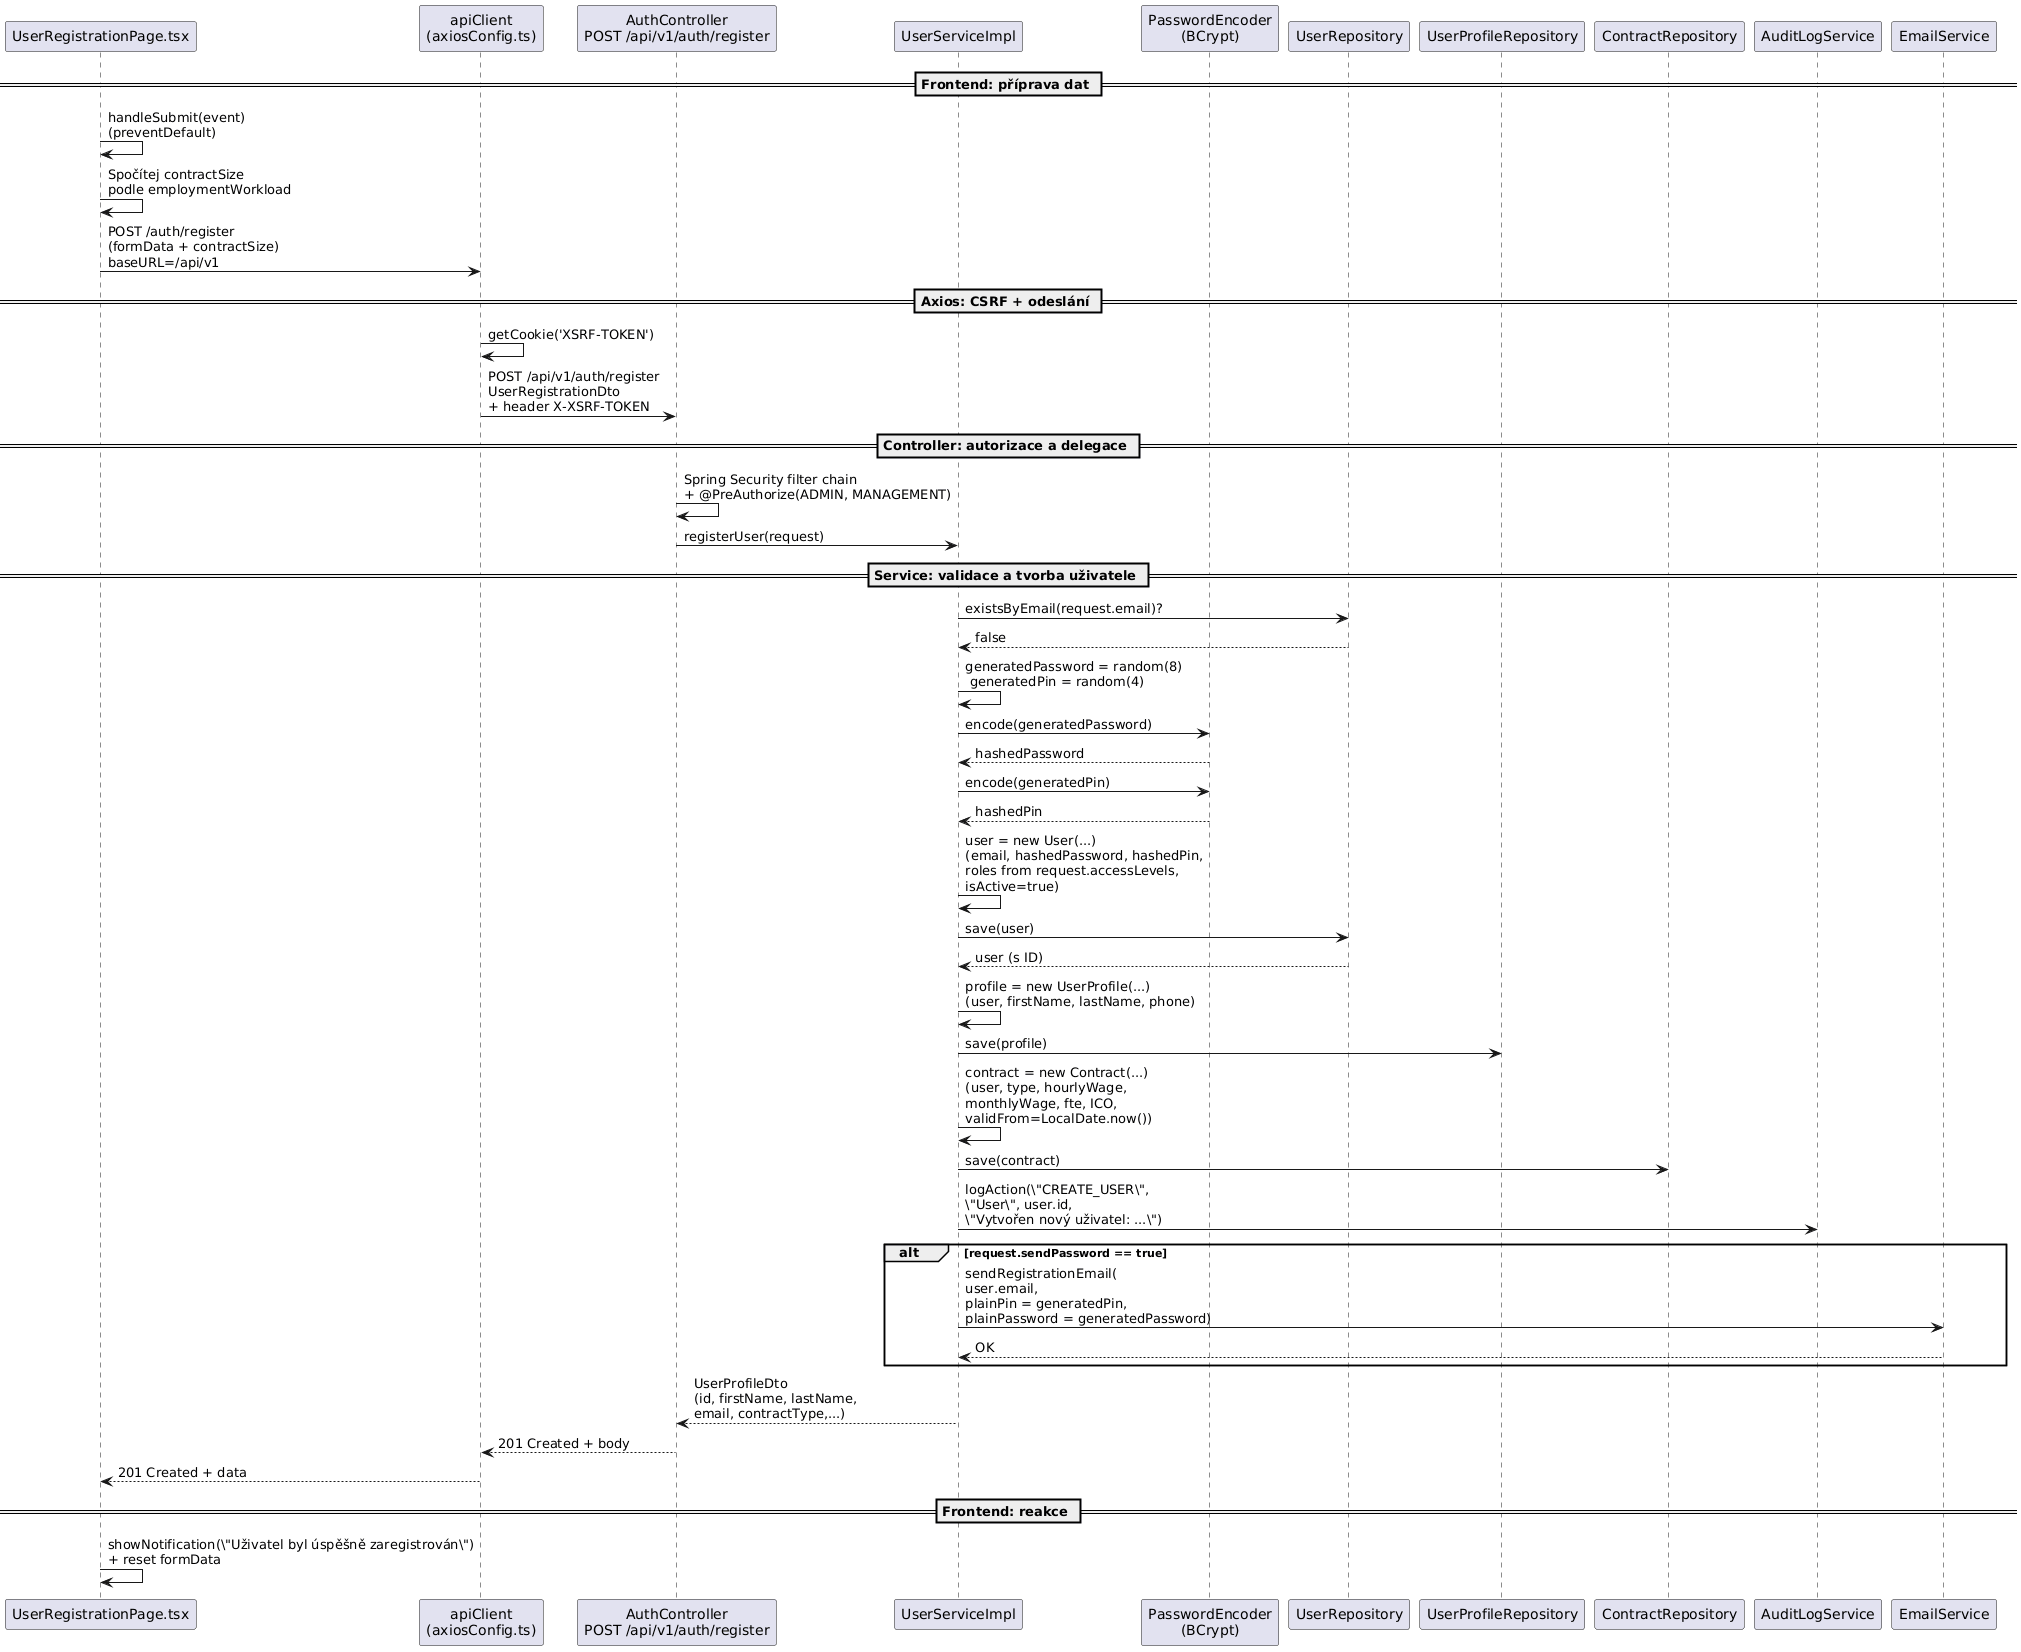 UserRegistrationPage.tsx
apiClient
(axiosConfig.ts)
AuthController
POST /api/v1/auth/register
UserServiceImpl
PasswordEncoder
(BCrypt)
UserRepository
UserProfileRepository
ContractRepository
AuditLogService
EmailService
Frontend: příprava dat
handleSubmit(event)
(preventDefault)
Spočítej contractSize
podle employmentWorkload
POST /auth/register
(formData + contractSize)
baseURL=/api/v1
Axios: CSRF + odeslání
getCookie('XSRF-TOKEN')
POST /api/v1/auth/register
UserRegistrationDto
+ header X-XSRF-TOKEN
Controller: autorizace a delegace
Spring Security filter chain
+ @PreAuthorize(ADMIN, MANAGEMENT)
registerUser(request)
Service: validace a tvorba uživatele
existsByEmail(request.email)?
false
generatedPassword = random(8)
generatedPin = random(4)
encode(generatedPassword)
hashedPassword
encode(generatedPin)
hashedPin
user = new User(...)
(email, hashedPassword, hashedPin,
roles from request.accessLevels,
isActive=true)
save(user)
user (s ID)
profile = new UserProfile(...)
(user, firstName, lastName, phone)
save(profile)
contract = new Contract(...)
(user, type, hourlyWage,
monthlyWage, fte, ICO,
validFrom=LocalDate.now())
save(contract)
logAction(\"CREATE_USER\",
\"User\", user.id,
\"Vytvořen nový uživatel: ...\")
alt [request.sendPassword == true]
sendRegistrationEmail(
user.email,
plainPin = generatedPin,
plainPassword = generatedPassword)
OK
UserProfileDto
(id, firstName, lastName,
email, contractType,...)
201 Created + body
201 Created + data
Frontend: reakce
showNotification(\"Uživatel byl úspěšně zaregistrován\")
+ reset formData
UserRegistrationPage.tsx
apiClient
(axiosConfig.ts)
AuthController
POST /api/v1/auth/register
UserServiceImpl
PasswordEncoder
(BCrypt)
UserRepository
UserProfileRepository
ContractRepository
AuditLogService
EmailService